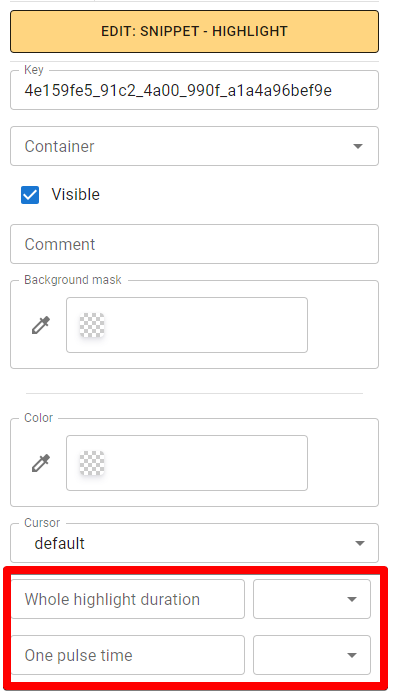 EDIT: SNIPPET - HIGHLIGHT
Key
4e159fe5_91c2_4a00_990f_a1a4a96bef9e
Container
Visible
Comment
Background mask
Color
Cursor
default
Whole highlight duration
One pulse time